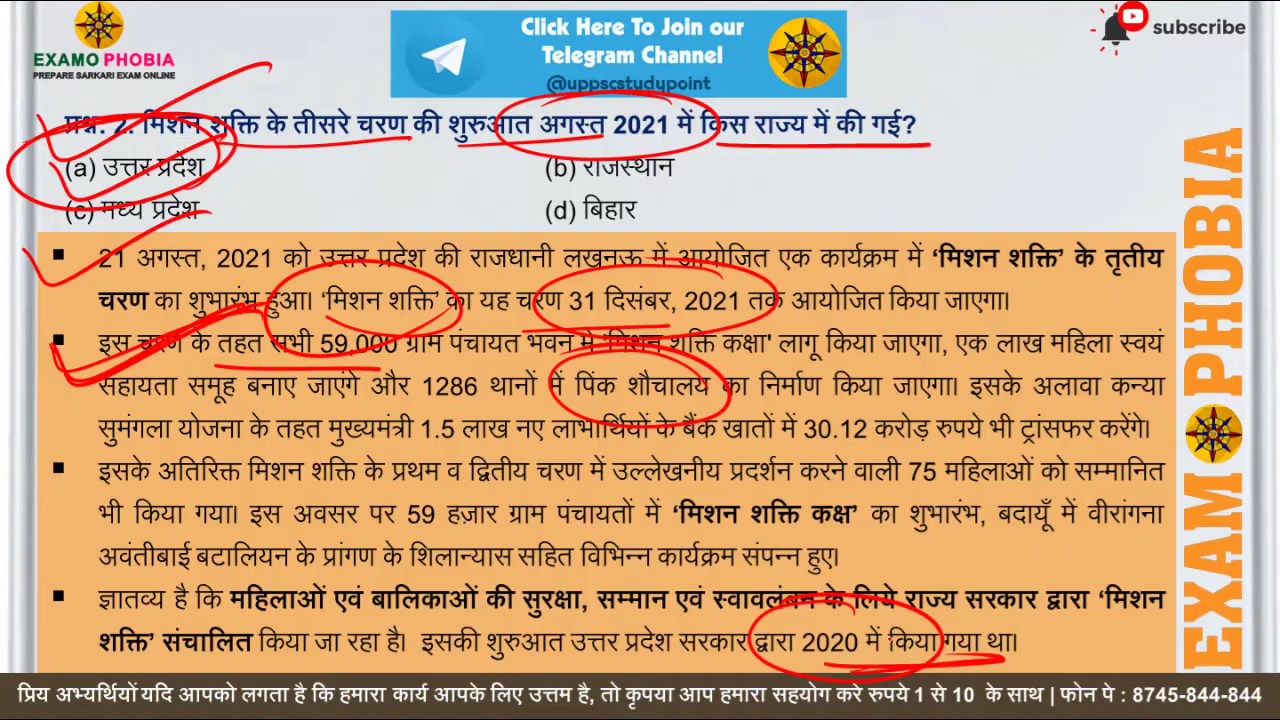 EXAMO PHOBIA
PREPARE SARKARI EXAM ONLINE
Click Here To Join our
Telegram Channel
@uppscstudypoint
subscribe
प्रश्न. 2. मिशन शक्ति के तीसरे चरण की शुरुआत अगस्त 2021 में किस राज्य में की गई?
(a) उत्तर प्रदेश (b) राजस्थान
(c) मध्य प्रदेश (d) बिहार
▪ 21 अगस्त, 2021 को उत्तर प्रदेश की राजधानी लखनऊ में आयोजित एक कार्यक्रम में ‘मिशन शक्ति’ के तृतीय
चरण का शुभारंभ हुआ। ‘मिशन शक्ति’ का यह चरण 31 दिसंबर, 2021 तक आयोजित किया जाएगा।
▪ इस चरण के तहत सभी 59,000 ग्राम पंचायत भवन में 'मिशन शक्ति कक्षा' लागू किया जाएगा, एक लाख महिला स्वयं
सहायता समूह बनाए जाएंगे और 1286 थानों में पिंक शौचालय का निर्माण किया जाएगा। इसके अलावा कन्या
सुमंगला योजना के तहत मुख्यमंत्री 1.5 लाख नए लाभार्थियों के बैंक खातों में 30.12 करोड़ रुपये भी ट्रांसफर करेंगे।
▪ इसके अतिरिक्त मिशन शक्ति के प्रथम व द्वितीय चरण में उल्लेखनीय प्रदर्शन करने वाली 75 महिलाओं को सम्मानित
भी किया गया। इस अवसर पर 59 हज़ार ग्राम पंचायतों में ‘मिशन शक्ति कक्ष’ का शुभारंभ, बदायूँ में वीरांगना
अवंतीबाई बटालियन के प्रांगण के शिलान्यास सहित विभिन्न कार्यक्रम संपन्न हुए।
▪ ज्ञातव्य है कि महिलाओं एवं बालिकाओं की सुरक्षा, सम्मान एवं स्वावलंबन के लिये राज्य सरकार द्वारा ‘मिशन
शक्ति’ संचालित किया जा रहा है। इसकी शुरुआत उत्तर प्रदेश सरकार द्वारा 2020 में किया गया था।
EXAM PHOBIA
प्रिय अभ्यर्थियों यदि आपको लगता है कि हमारा कार्य आपके लिए उत्तम है, तो कृपया आप हमारा सहयोग करे रुपये 1 से 10 के साथ | फोन पे : 8745-844-844